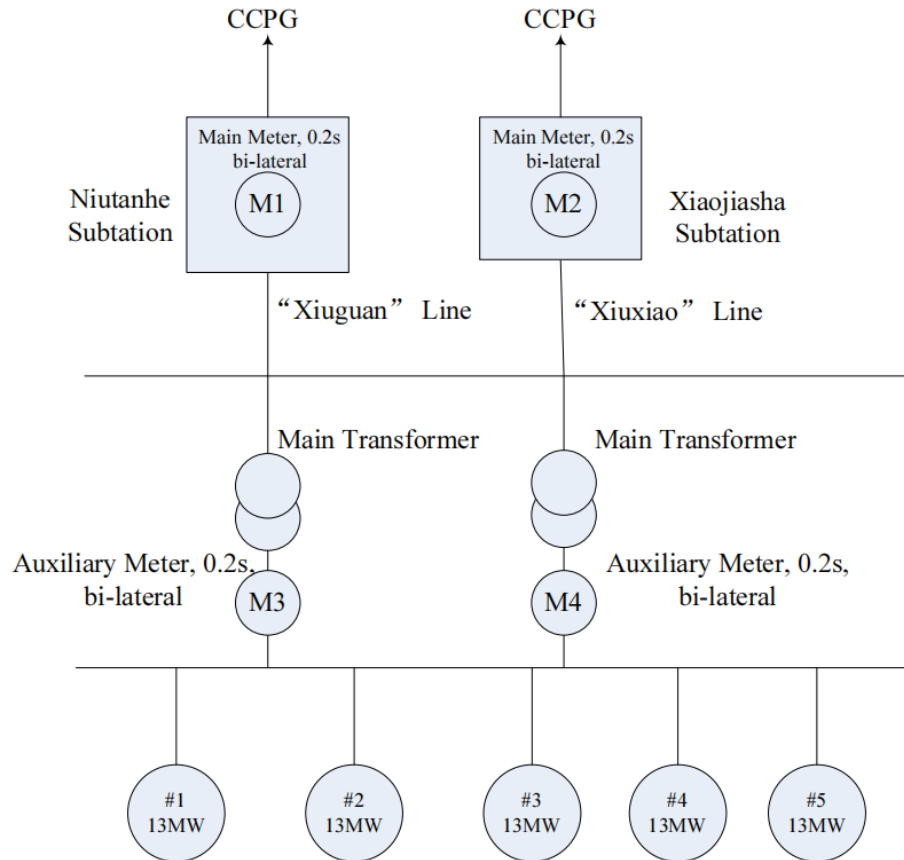 CCPG
CCPG
Main Meter, 0.2s
bi-lateral
M1
Main Meter, 0.2s
bi-lateral
M2
Niutanhe
Subtation
Xiaojiasha
Subtation
“Xiuguan” Line
“Xiuxiao” Line
Main Transformer
Main Transformer
Auxiliary Meter, 0.2s,
bi-lateral
M3
Auxiliary Meter, 0.2s,
bi-lateral
M4
#1
13MW
#2
13MW
#3
13MW
#4
13MW
#5
13MW